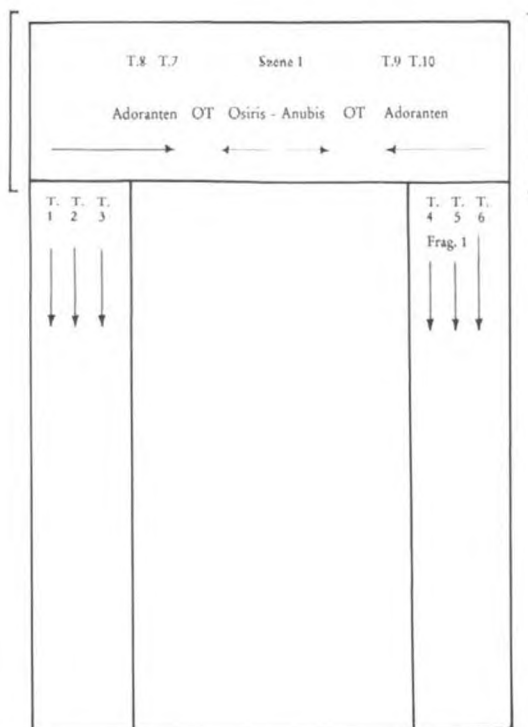 T.8 T.7 Szene 1 T.9 T.10
Adoranten OT Osiris - Anubis OT Adoranten
T. T. T.
1 2 3
T. T. T.
4 5 6
Frag. 1